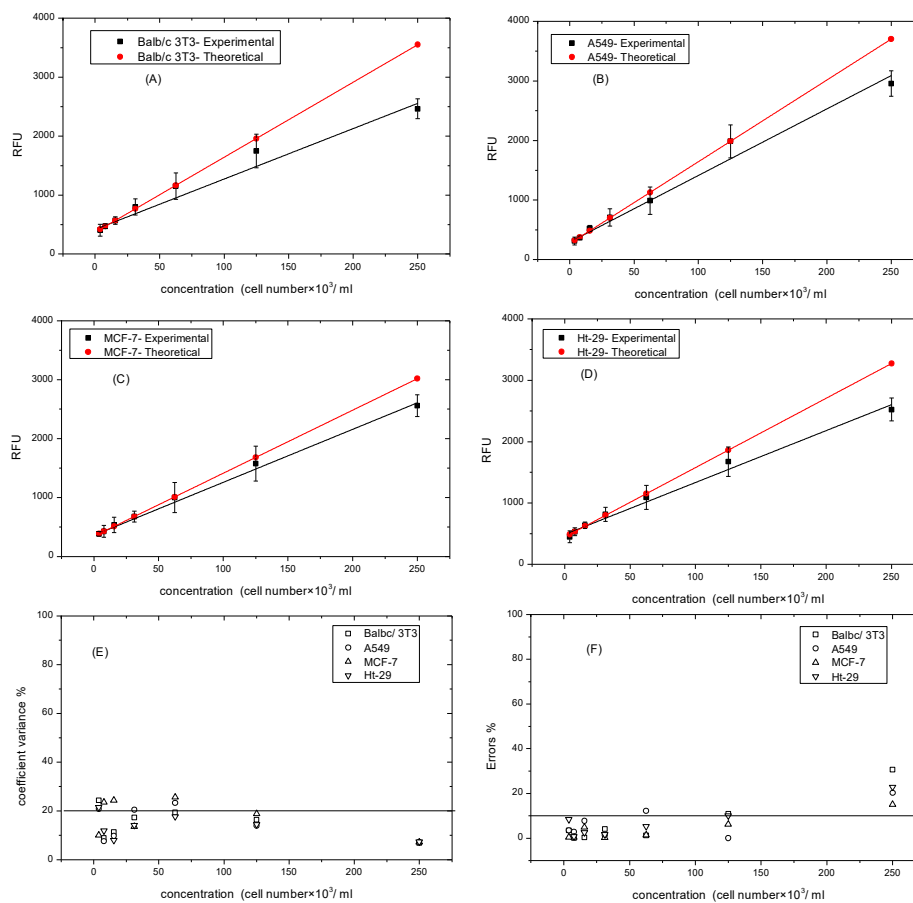 Balb/c 3T3- Experimental
Balb/c 3T3- Theoretical
(A)
4000
3000
2000
1000
0
RFU
0 50 100 150 200 250
concentration (cell number×10³/ ml
A549- Experimental
A549- Theoretical
(B)
4000
3000
2000
1000
0
RFU
0 50 100 150 200 250
concentration (cell number×10³/ ml
MCF-7- Experimental
MCF-7- Theoretical
(C)
4000
3000
2000
1000
0
RFU
0 50 100 150 200 250
concentration (cell number×10³/ ml
Ht-29- Experimental
Ht-29- Theoretical
(D)
4000
3000
2000
1000
0
RFU
0 50 100 150 200 250
concentration (cell number×10³/ ml
(E)
Balbc/ 3T3
A549
MCF-7
Ht-29
100
80
60
40
20
0
coefficient variance %
0 50 100 150 200 250
concentration (cell number×10³/ ml
(F)
Balbc/ 3T3
A549
MCF-7
Ht-29
100
80
60
40
20
0
Errors %
0 50 100 150 200 250
concentration (cell number×10³/ ml